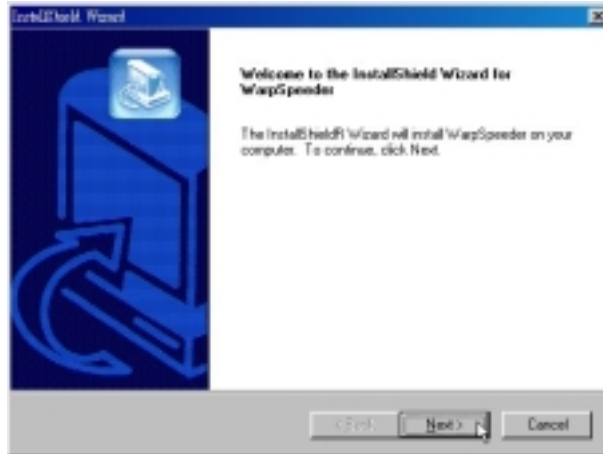 InstallShield Wizard
Welcome to the InstallShield Wizard for
WarpSpeeder
The InstallShieldR Wizard will install WarpSpeeder on your
computer. To continue, click Next.
< Back
Next >
Cancel